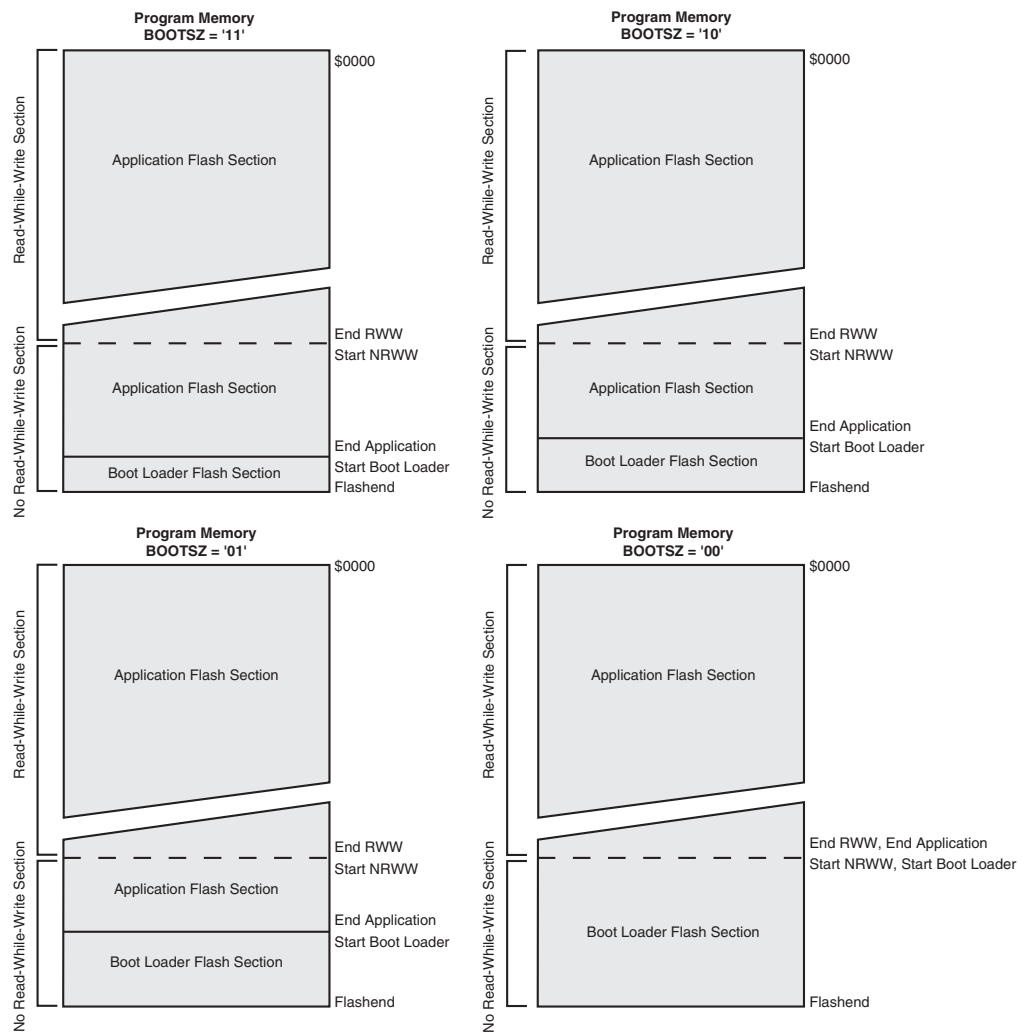 Program Memory
BOOTSZ = '11'
$0000
Read-While-Write Section
Application Flash Section
End RWW
Start NRWW
No Read-While-Write Section
Application Flash Section
End Application
Start Boot Loader
Boot Loader Flash Section
Flashend
Program Memory
BOOTSZ = '10'
$0000
Read-While-Write Section
Application Flash Section
End RWW
Start NRWW
No Read-While-Write Section
Application Flash Section
End Application
Start Boot Loader
Boot Loader Flash Section
Flashend
Program Memory
BOOTSZ = '01'
$0000
Read-While-Write Section
Application Flash Section
End RWW
Start NRWW
No Read-While-Write Section
Application Flash Section
End Application
Start Boot Loader
Boot Loader Flash Section
Flashend
Program Memory
BOOTSZ = '00'
$0000
Read-While-Write Section
Application Flash Section
End RWW, End Application
Start NRWW, Start Boot Loader
No Read-While-Write Section
Boot Loader Flash Section
Flashend